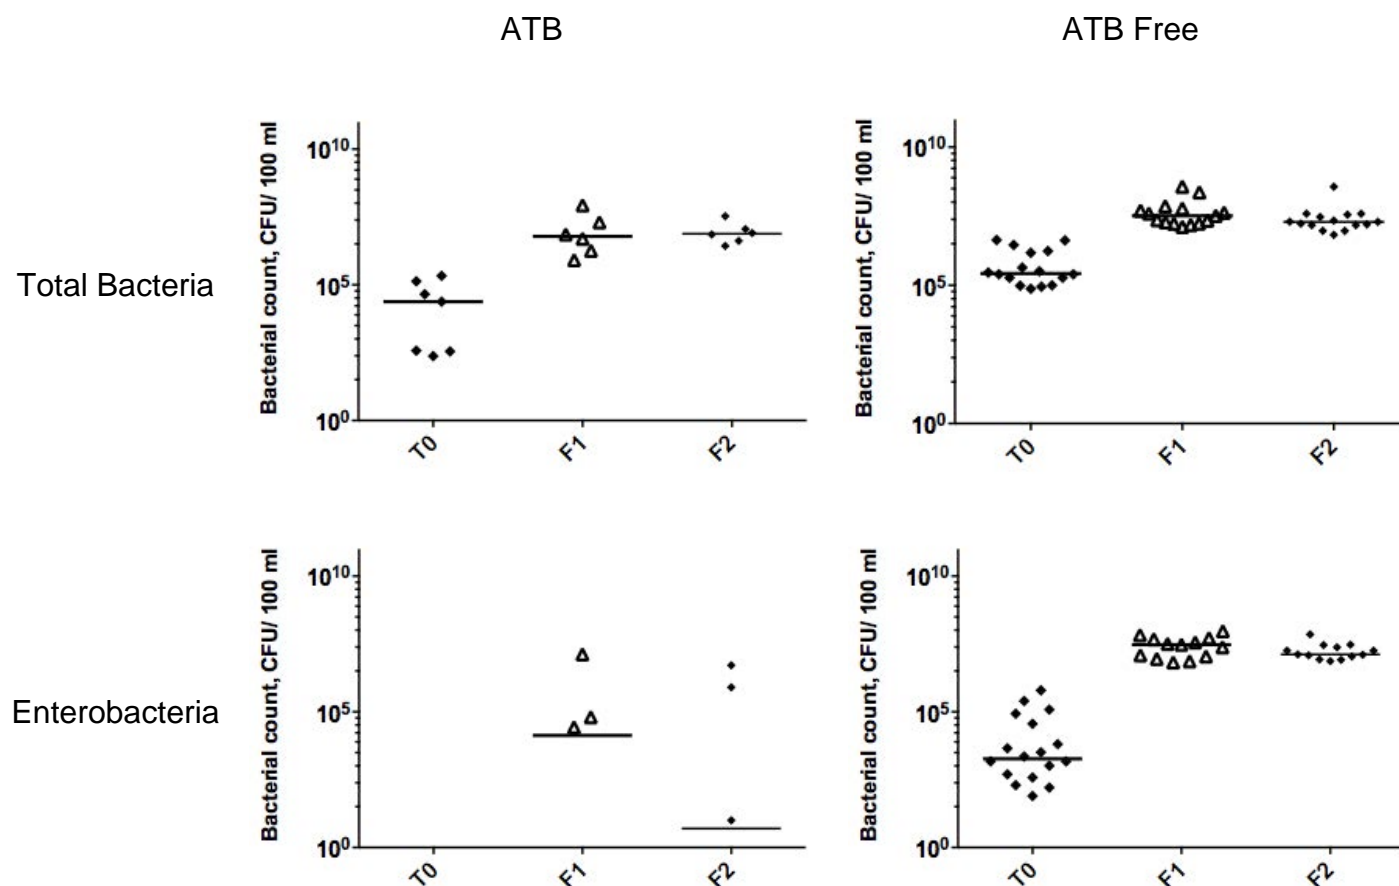 ATB
ATB Free
Total Bacteria
Bacterial count, CFU/ 100 ml
10¹⁰
10⁵
10⁰
T0
F1
F2
Bacterial count, CFU/ 100 ml
10¹⁰
10⁵
10⁰
T0
F1
F2
Enterobacteria
Bacterial count, CFU/ 100 ml
10¹⁰
10⁵
10⁰
T0
F1
F2
Bacterial count, CFU/ 100 ml
10¹⁰
10⁵
10⁰
T0
F1
F2